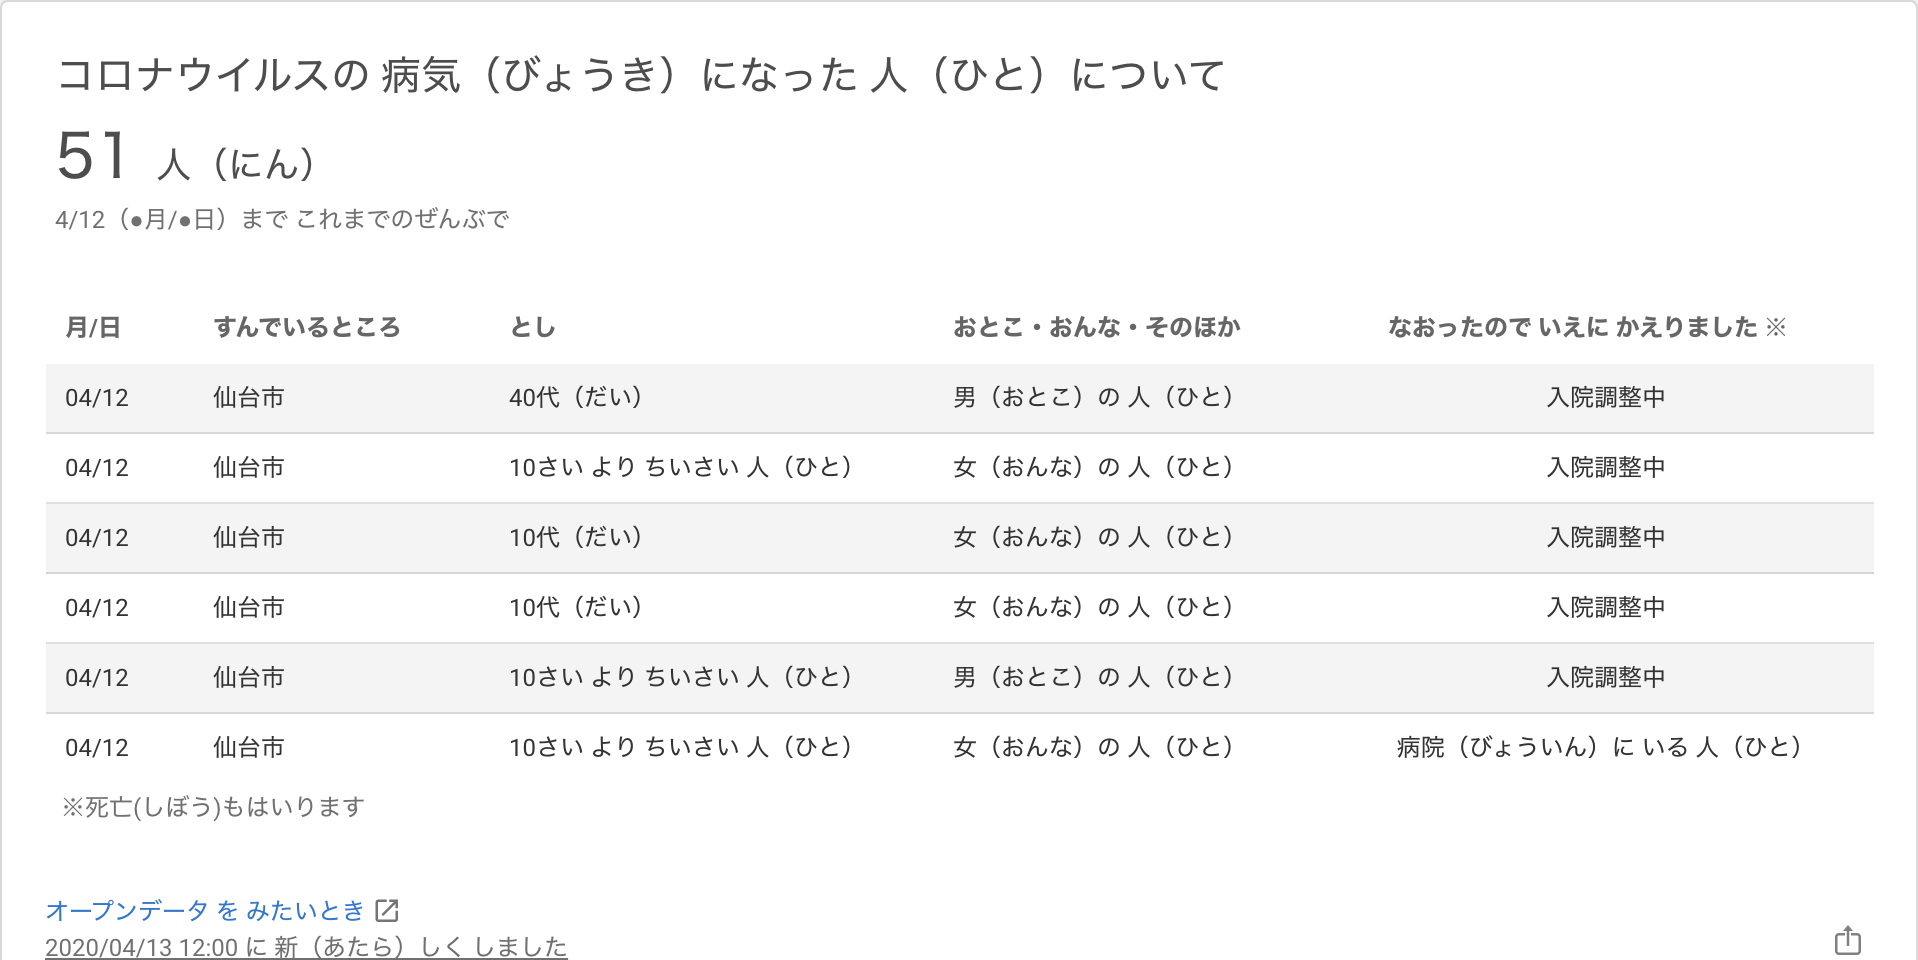 コロナウイルスの 病気（びょうき）になった 人（ひと）について
51 人（にん）
4/12（●月/●日）まで これまでのぜんぶで
月/日 すんでいるところ とし おとこ・おんな・そのほか なおったので いえに かえりました ※
04/12 仙台市 40代（だい） 男（おとこ）の 人（ひと） 入院調整中
04/12 仙台市 10さい より ちいさい 人（ひと） 女（おんな）の 人（ひと） 入院調整中
04/12 仙台市 10代（だい） 女（おんな）の 人（ひと） 入院調整中
04/12 仙台市 10代（だい） 女（おんな）の 人（ひと） 入院調整中
04/12 仙台市 10さい より ちいさい 人（ひと） 男（おとこ）の 人（ひと） 入院調整中
04/12 仙台市 10さい より ちいさい 人（ひと） 女（おんな）の 人（ひと） 病院（びょういん）に いる 人（ひと）
※死亡(しぼう)もはいります
オープンデータ を みたいとき
2020/04/13 12:00 に 新（あたら）しく しました